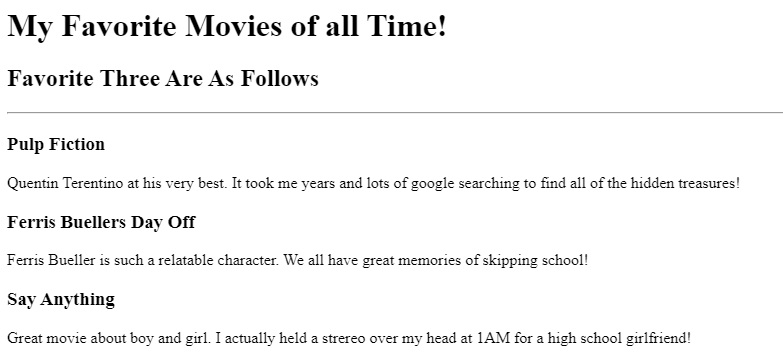 My Favorite Movies of all Time!
Favorite Three Are As Follows
Pulp Fiction
Quentin Terentino at his very best. It took me years and lots of google searching to find all of the hidden treasures!
Ferris Buellers Day Off
Ferris Bueller is such a relatable character. We all have great memories of skipping school!
Say Anything
Great movie about boy and girl. I actually held a strereo over my head at 1AM for a high school girlfriend!